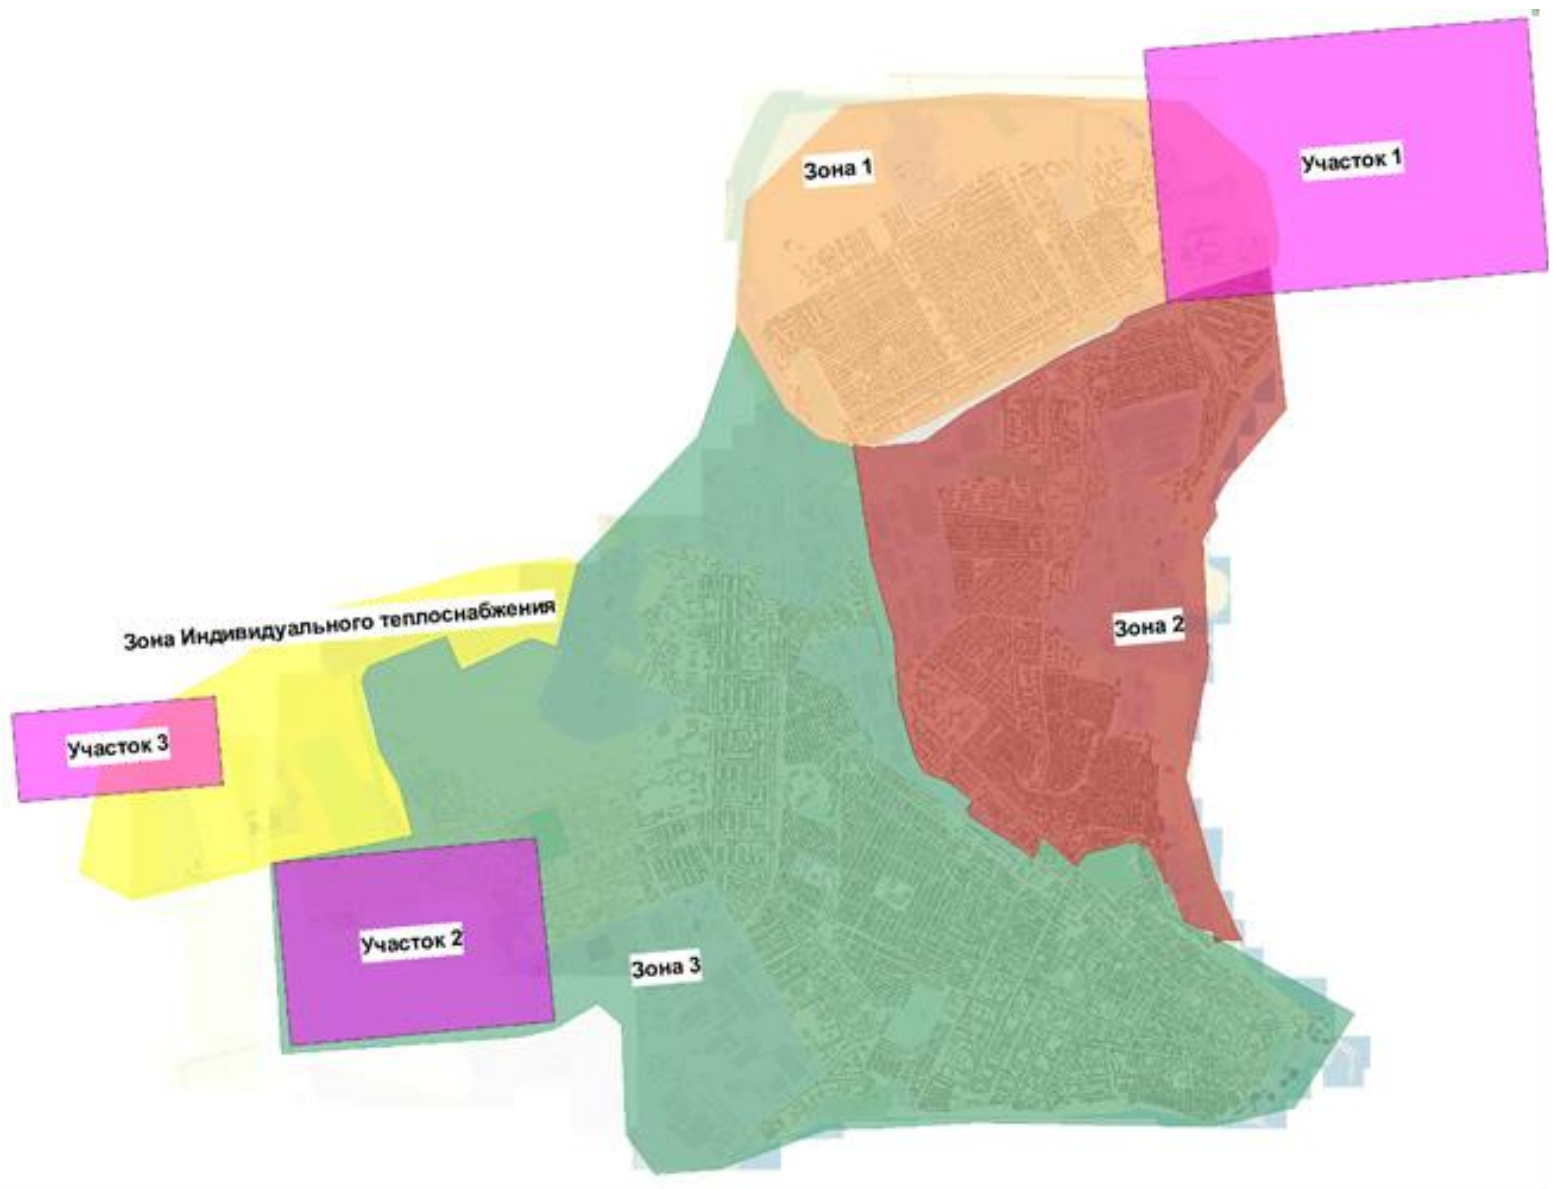 Участок 1
Зона 1
Зона Индивидуального теплоснабжения
Зона 2
Участок 3
Участок 2
Зона 3